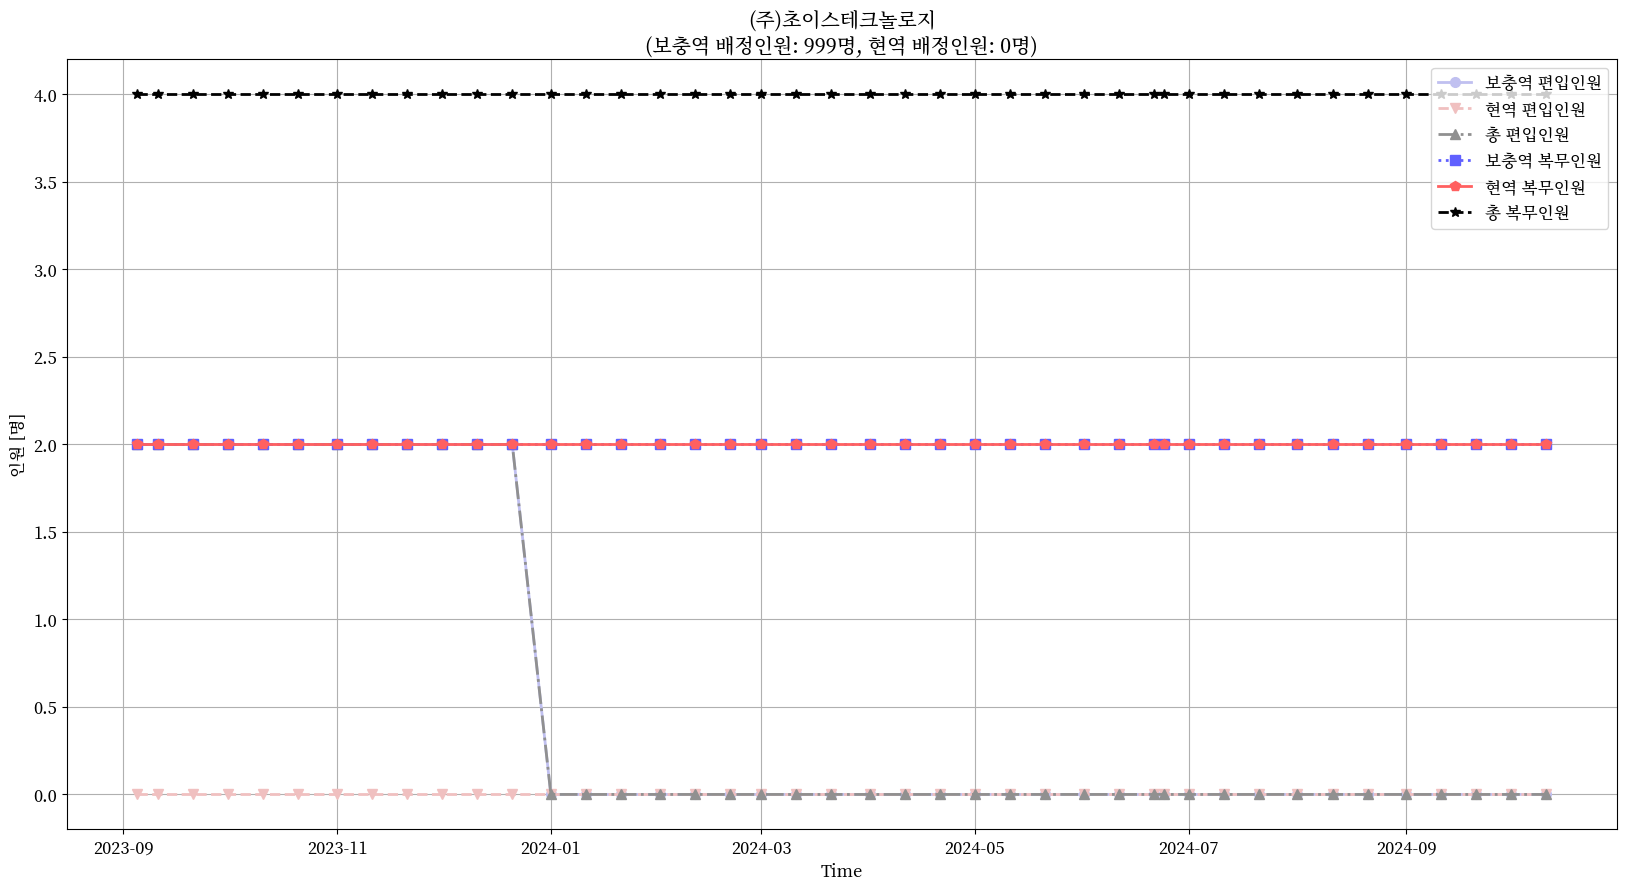 (주)초이스테크놀로지
(보충역 배정인원: 999명, 현역 배정인원: 0명)
보충역 편입인원
현역 편입인원
총 편입인원
보충역 복무인원
현역 복무인원
총 복무인원
인원 [명]
4.0
3.5
3.0
2.5
2.0
1.5
1.0
0.5
0.0
2023-09 2023-11 2024-01 2024-03 2024-05 2024-07 2024-09
Time